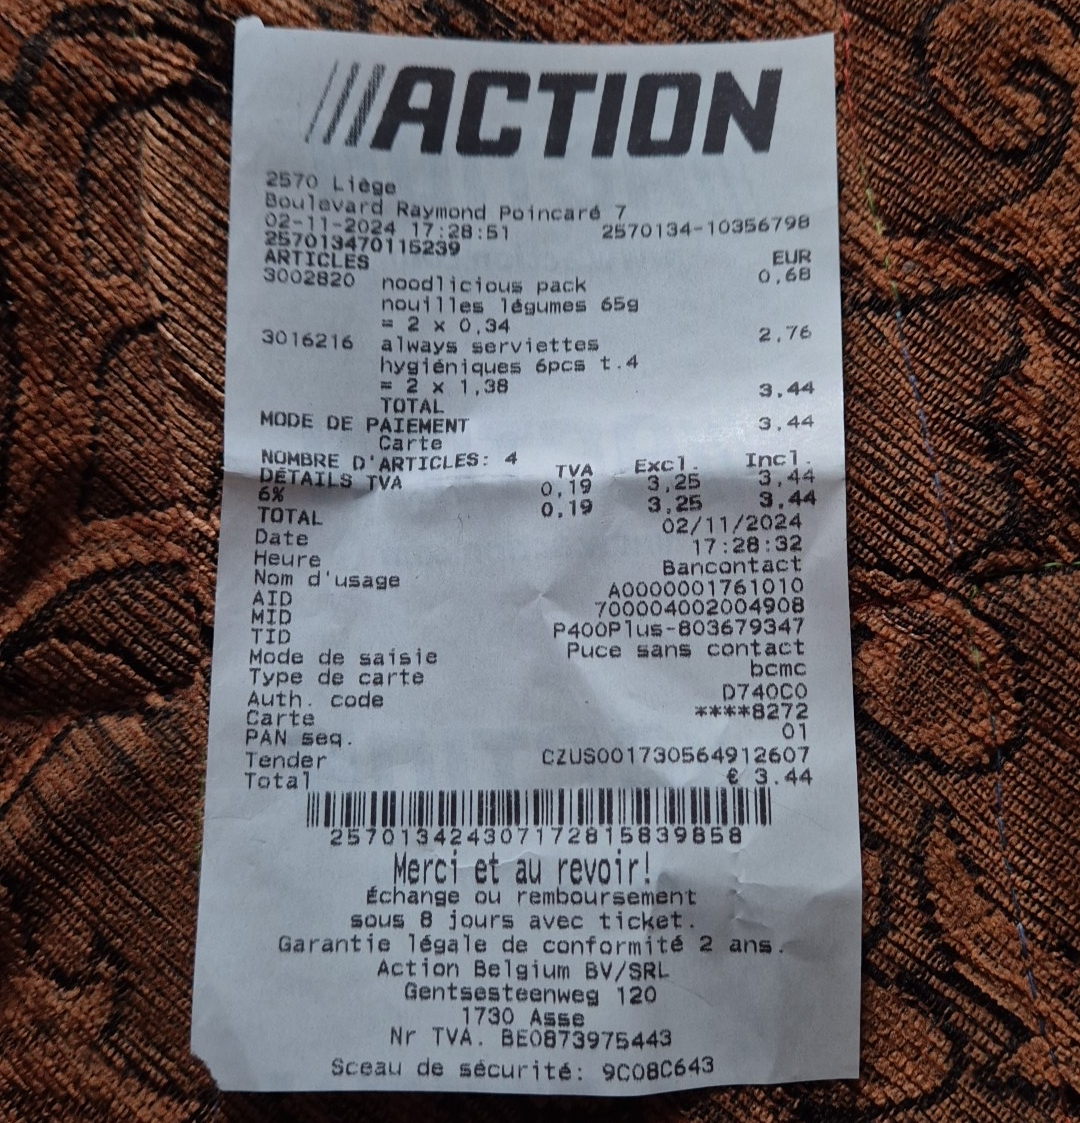 ///ACTION
2570 Liège
Boulevard Raymond Poincaré 7
02-11-2024 17:28:51 2570134-10356798
257013470115239
ARTICLES EUR
3002820 noodlicious pack 0,68
nouilles légumes 65g
= 2 x 0,34
3016216 always serviettes 2,76
hygiéniques 6pcs t.4
= 2 x 1,38
TOTAL 3,44
MODE DE PAIEMENT
Carte 3,44
NOMBRE D'ARTICLES: 4
DÉTAILS TVA TVA Excl. Incl.
6% 0,19 3,25 3,44
TOTAL 0,19 3,25 3,44
Date 02/11/2024
Heure 17:28:32
Nom d'usage Bancontact
AID A0000001761010
MID 700004002004908
TID P400Plus-803679347
Mode de saisie Puce sans contact
Type de carte bcmc
Auth. code D740C0
Carte ****8272
PAN seq. 01
Tender CZUS001730564912607
Total € 3.44
257013424307172815839858
Merci et au revoir!
Échange ou remboursement
sous 8 jours avec ticket.
Garantie légale de conformité 2 ans.
Action Belgium BV/SRL
Gentsesteenweg 120
1730 Asse
Nr TVA. BE0873975443
Sceau de sécurité: 9C08C643